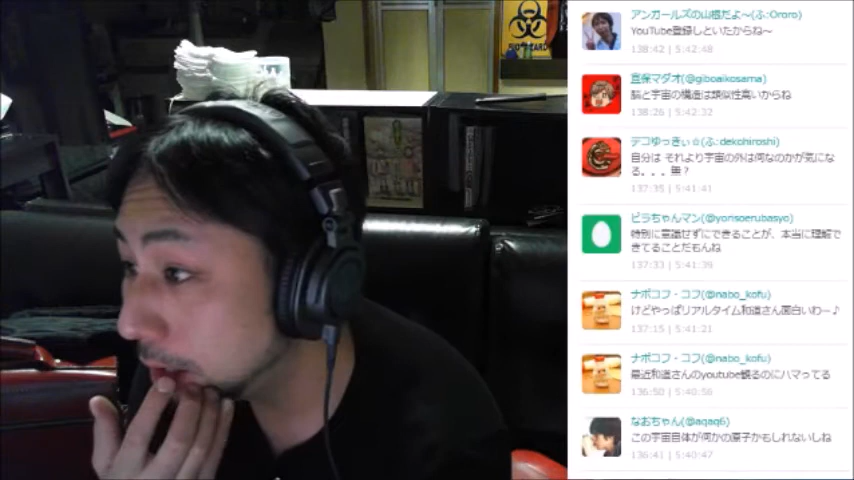 アンガールズの山根だよ〜(ふ:Ororo)
YouTube登録しといたからね〜
138:42 | 5:42:48
宜保マダオ(@giboaikosama)
脳と宇宙の構造は類似性高いからね
138:26 | 5:42:32
デコゆっきぃ☆(ふ:dekohiroshi)
自分は それより宇宙の外は何なのかが気にな
る。。。無？
137:35 | 5:41:41
ピラちゃんマン(@yorisoerubasyo)
特別に意識せずにできることが、本当に理解で
きてることだもんね
137:33 | 5:41:39
ナボコフ・コフ(@nabo_kofu)
けどやっぱリアルタイム和道さん面白いわー♪
137:15 | 5:41:21
ナボコフ・コフ(@nabo_kofu)
最近和道さんのyoutube観るのにハマってる
136:50 | 5:40:56
なおちゃん(@aqaq6)
この宇宙自体が何かの原子かもしれないしね
136:41 | 5:40:47